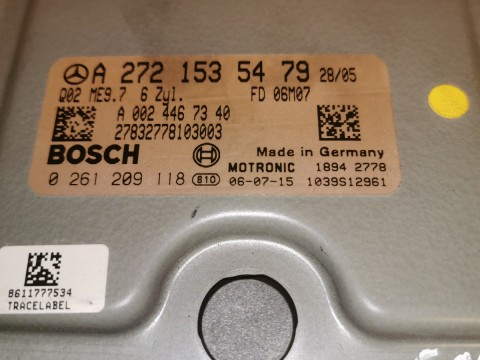 A 272 153 54 79 28/05
Q02 ME9.7 6 Zyl. FD 06M07
A 002 446 73 40
27832778103003
BOSCH Made in Germany
MOTRONIC 1894 2778
0 261 209 118 810 06-07-15 1039S12961
8611777534
TRACELABEL